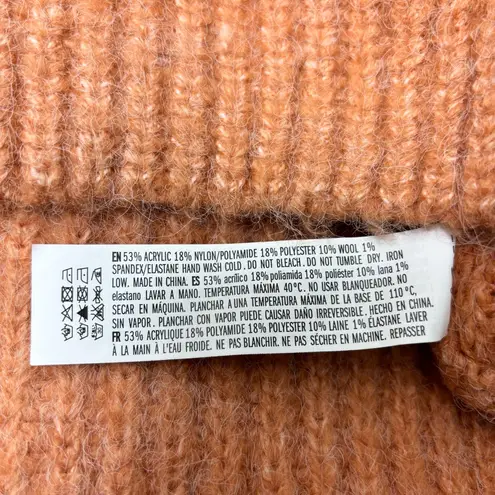 EN 53% ACRYLIC 18% NYLON/POLYAMIDE 18% POLYESTER 10% WOOL 1%
SPANDEX/ELASTANE HAND WASH COLD. DO NOT BLEACH. DO NOT TUMBLE DRY. IRON
LOW. MADE IN CHINA. ES 53% acrílico 18% poliamida 18% poliéster 10% lana 1%
elastano LAVAR A MANO. TEMPERATURA MÁXIMA 40°C. NO USAR BLANQUEADOR. NO
SECAR EN MÁQUINA. PLANCHAR A UNA TEMPERATURA MÁXIMA DE LA BASE DE 110°C,
SIN VAPOR. PLANCHAR CON VAPOR PUEDE CAUSAR DAÑO IRREVERSIBLE. HECHO EN CHINA.
FR 53% ACRYLIQUE 18% POLYAMIDE 18% POLYESTER 10% LAINE 1% ÉLASTANE LAVER
À LA MAIN À L'EAU FROIDE. NE PAS BLANCHIR. NE PAS SÉCHER EN MACHINE. REPASSER